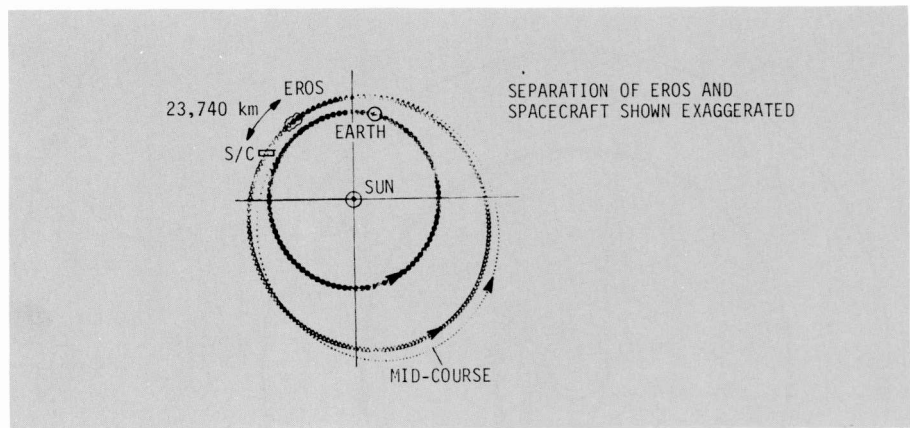 EROS
SEPARATION OF EROS AND
SPACECRAFT SHOWN EXAGGERATED
23,740 km
EARTH
S/C
SUN
MID-COURSE